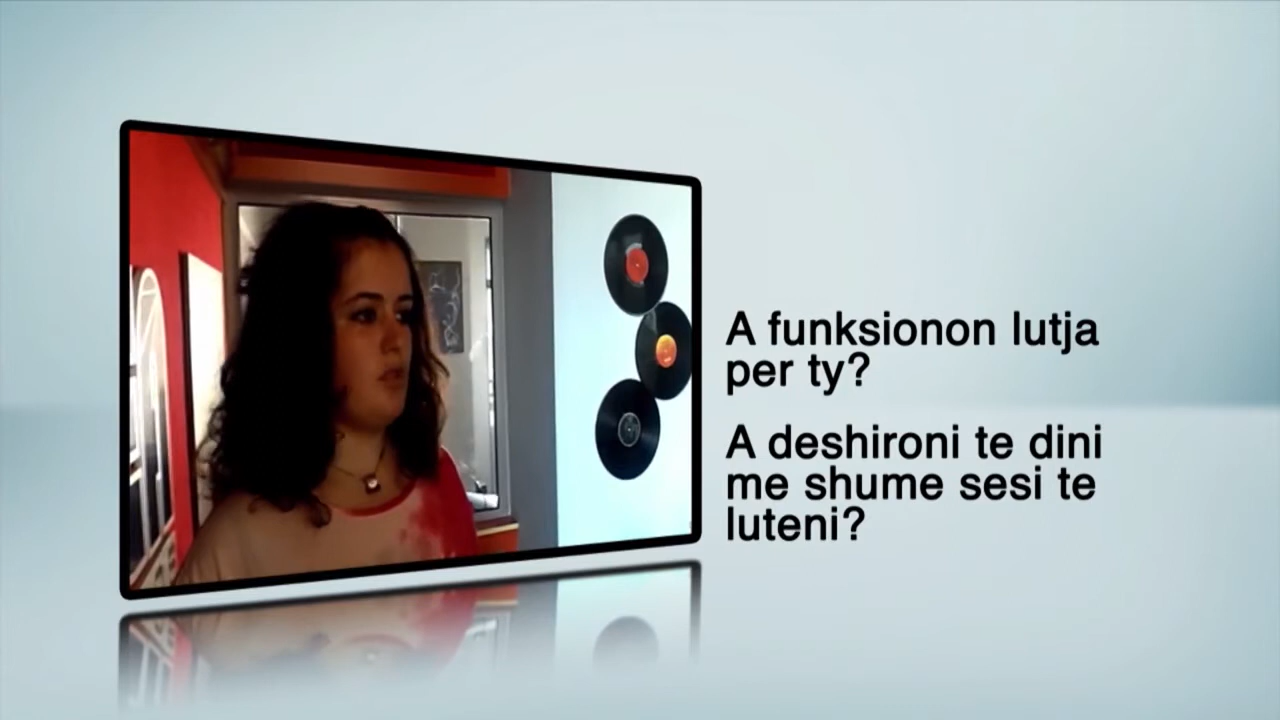 A funksionon lutja
per ty?
A deshironi te dini
me shume sesi te
luteni?